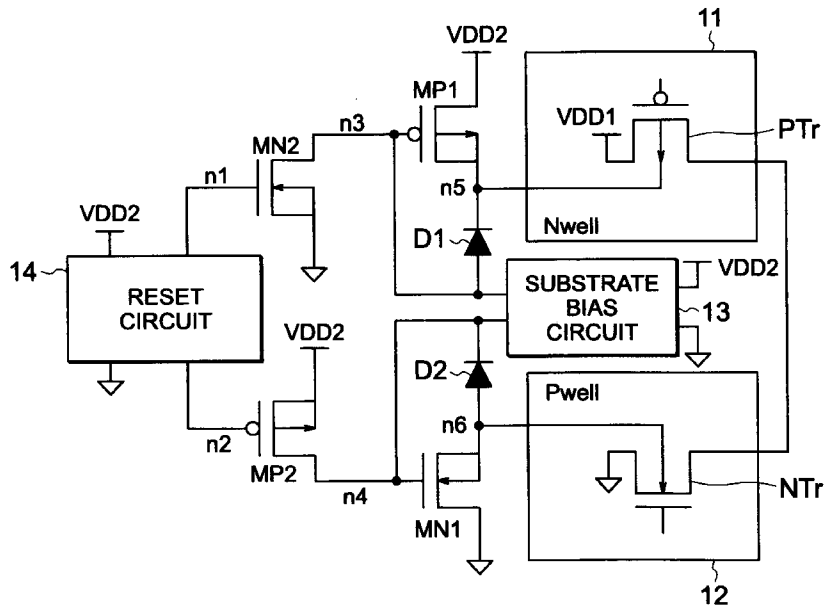 11
VDD2
MP1
n3
MN2
VDD1
PTr
n1
n5
VDD2
Nwell
D1
14
RESET
CIRCUIT
SUBSTRATE
BIAS
CIRCUIT
VDD2
13
VDD2
D2
Pwell
n6
n2
MP2
n4
MN1
NTr
12